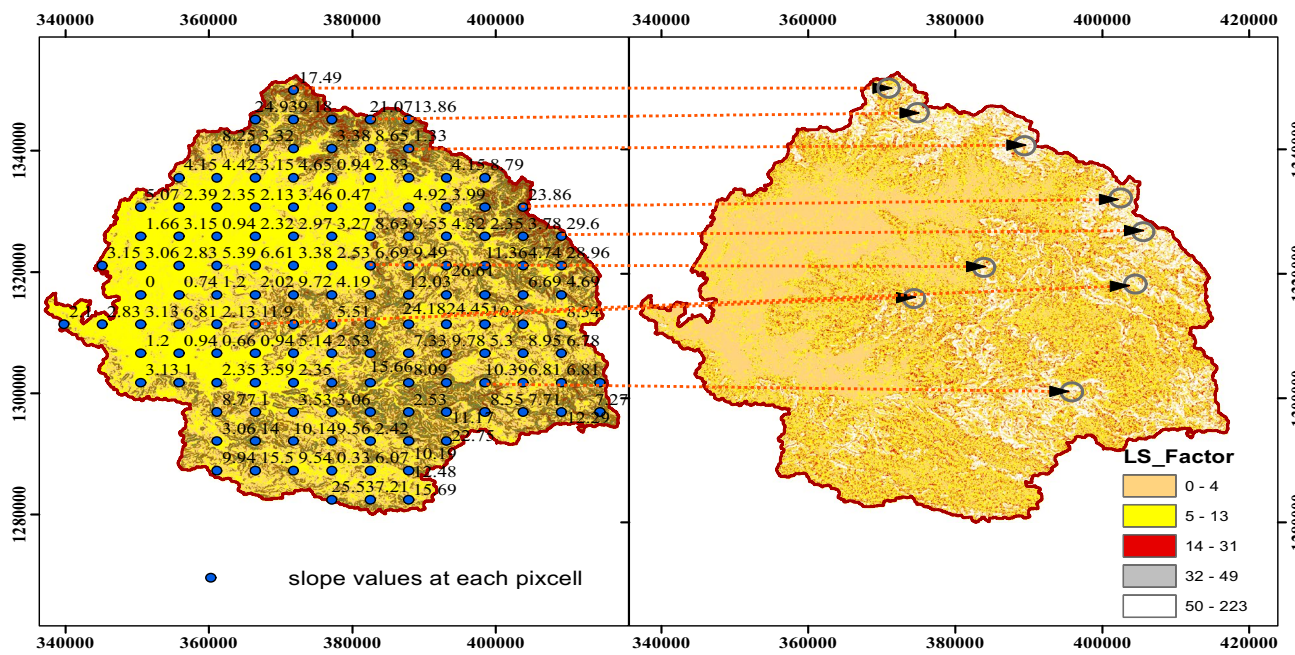 340000 360000 380000 400000 340000 360000 380000 400000 420000
17.49
24.939.18 21.0713.86
8.25 3.32 3.38 8.65 1.33
1340000 1340000
4.15 4.42 3.15 4.65 0.94 2.83 4.15 8.79
5.07 2.39 2.35 2.13 3.46 0.47 4.92 3.99 23.86
1.66 3.15 0.94 2.32 2.97 3.27 8.63 9.55 4.32 2.35 3.78 29.6
3.15 3.06 2.83 5.39 6.61 3.38 2.53 6.69 9.49 11.36 4.74 28.96
1320000 1320000
0 0.74 1.2 2.02 9.72 4.19 12.03 26.61 6.69 4.69
2.1 2.83 3.13 6.81 2.13 11.9 5.51 24.18 24.45 8.54
1.2 0.94 0.66 0.94 5.14 2.53 7.33 9.78 5.3 8.95 6.78
3.13 1 2.35 3.59 2.35 15.66 8.09 10.39 6.81 6.81
1300000 1300000
8.77 1 3.53 3.06 2.53 8.55 7.71 7.27
3.06 14 10.14 9.56 2.42 11.17 12.29
22.75
9.94 15.5 9.54 0.33 6.07 10.19
12.48
25.53 7.21 15.69
1280000 1280000
slope values at each pixcell
LS_Factor
0 - 4
5 - 13
14 - 31
32 - 49
50 - 223
340000 360000 380000 400000 340000 360000 380000 400000 420000